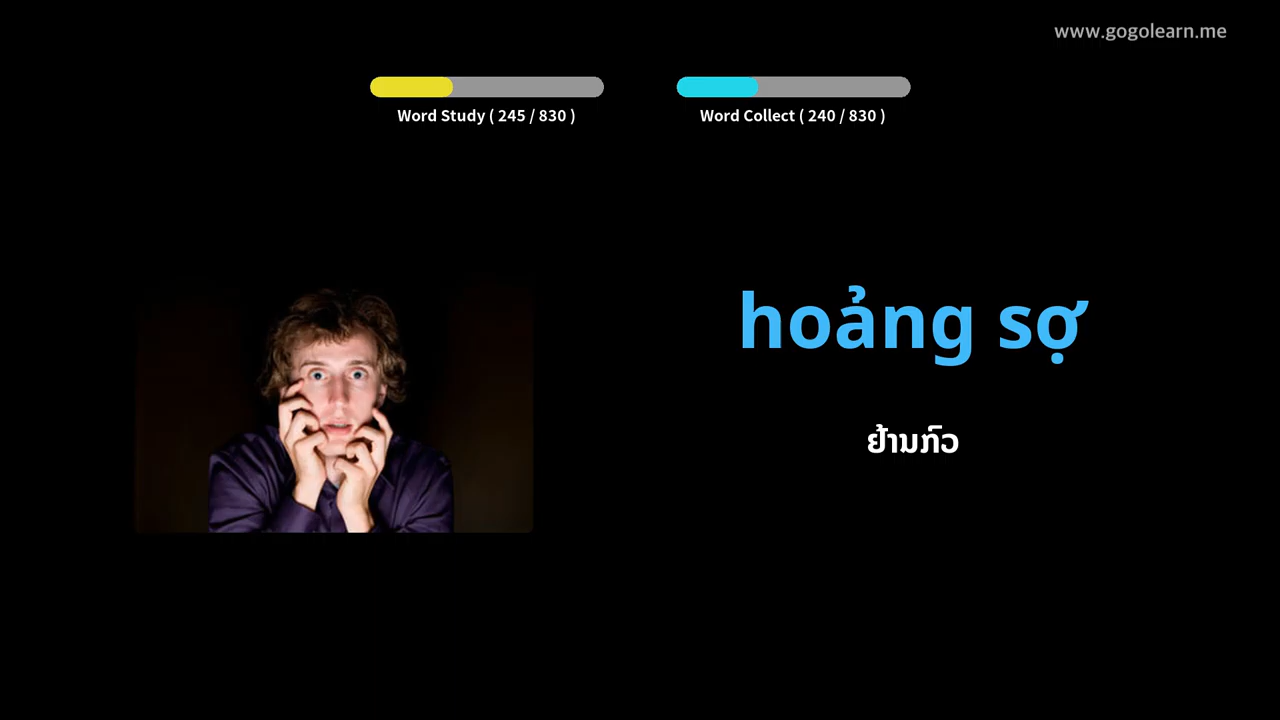 www.gogolearn.me
Word Study ( 245 / 830 )
Word Collect ( 240 / 830 )
hoảng sợ
ຢ້ານກົວ